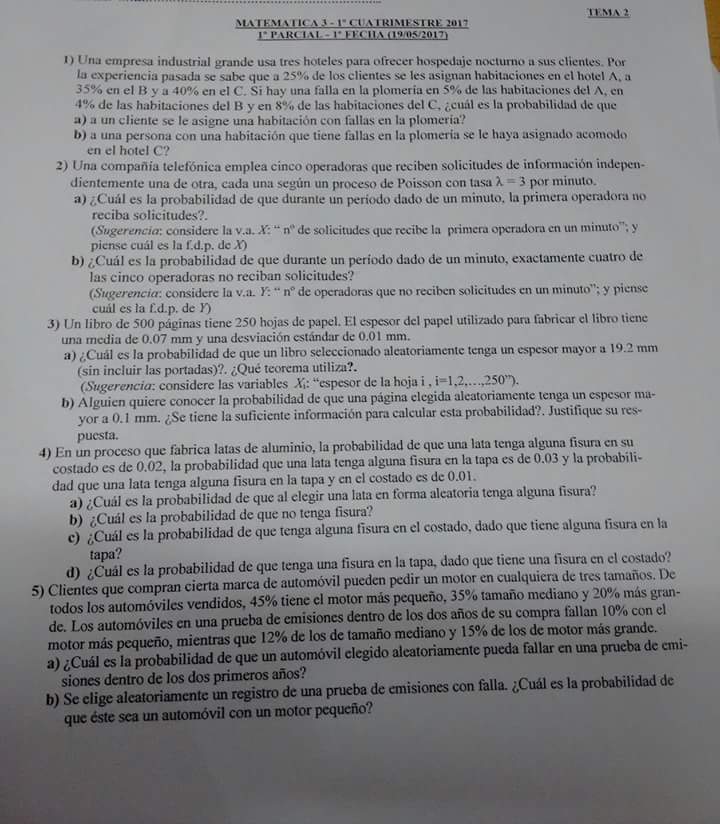 TEMA 2
MATEMATICA 3 - 1° CUATRIMESTRE 2017
1° PARCIAL - 1° FECHA (19/05/2017)
1) Una empresa industrial grande usa tres hoteles para ofrecer hospedaje nocturno a sus clientes. Por
la experiencia pasada se sabe que a 25% de los clientes se les asignan habitaciones en el hotel A, a
35% en el B y a 40% en el C. Si hay una falla en la plomería en 5% de las habitaciones del A, en
4% de las habitaciones del B y en 8% de las habitaciones del C, ¿cuál es la probabilidad de que
a) a un cliente se le asigne una habitación con fallas en la plomería?
b) a una persona con una habitación que tiene fallas en la plomería se le haya asignado acomodo
en el hotel C?
2) Una compañía telefónica emplea cinco operadoras que reciben solicitudes de información indepen-
dientemente una de otra, cada una según un proceso de Poisson con tasa λ = 3 por minuto.
a) ¿Cuál es la probabilidad de que durante un período dado de un minuto, la primera operadora no
reciba solicitudes?.
(Sugerencia: considere la v.a. X: “ n° de solicitudes que recibe la primera operadora en un minuto”; y
piense cuál es la f.d.p. de X)
b) ¿Cuál es la probabilidad de que durante un período dado de un minuto, exactamente cuatro de
las cinco operadoras no reciban solicitudes?
(Sugerencia: considere la v.a. Y: “ n° de operadoras que no reciben solicitudes en un minuto”; y piense
cuál es la f.d.p. de Y)
3) Un libro de 500 páginas tiene 250 hojas de papel. El espesor del papel utilizado para fabricar el libro tiene
una media de 0.07 mm y una desviación estándar de 0.01 mm.
a) ¿Cuál es la probabilidad de que un libro seleccionado aleatoriamente tenga un espesor mayor a 19.2 mm
(sin incluir las portadas)?. ¿Qué teorema utiliza?.
(Sugerencia: considere las variables Xᵢ: “espesor de la hoja i , i=1,2,…,250”).
b) Alguien quiere conocer la probabilidad de que una página elegida aleatoriamente tenga un espesor ma-
yor a 0.1 mm. ¿Se tiene la suficiente información para calcular esta probabilidad?. Justifique su res-
puesta.
4) En un proceso que fabrica latas de aluminio, la probabilidad de que una lata tenga alguna fisura en su
costado es de 0.02, la probabilidad que una lata tenga alguna fisura en la tapa es de 0.03 y la probabili-
dad que una lata tenga alguna fisura en la tapa y en el costado es de 0.01.
a) ¿Cuál es la probabilidad de que al elegir una lata en forma aleatoria tenga alguna fisura?
b) ¿Cuál es la probabilidad de que no tenga fisura?
c) ¿Cuál es la probabilidad de que tenga alguna fisura en el costado, dado que tiene alguna fisura en la
tapa?
d) ¿Cuál es la probabilidad de que tenga una fisura en la tapa, dado que tiene una fisura en el costado?
5) Clientes que compran cierta marca de automóvil pueden pedir un motor en cualquiera de tres tamaños. De
todos los automóviles vendidos, 45% tiene el motor más pequeño, 35% tamaño mediano y 20% más gran-
de. Los automóviles en una prueba de emisiones dentro de los dos años de su compra fallan 10% con el
motor más pequeño, mientras que 12% de los de tamaño mediano y 15% de los de motor más grande.
a) ¿Cuál es la probabilidad de que un automóvil elegido aleatoriamente pueda fallar en una prueba de emi-
siones dentro de los dos primeros años?
b) Se elige aleatoriamente un registro de una prueba de emisiones con falla. ¿Cuál es la probabilidad de
que éste sea un automóvil con un motor pequeño?